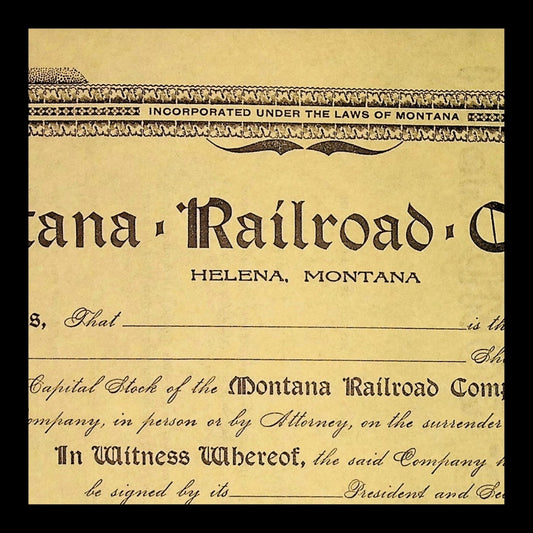 INCORPORATED UNDER THE LAWS OF MONTANA
tana · Railroad · C
HELENA, MONTANA
s, That is th
Sh
Capital Stock of the Montana Railroad Comp
ompany, in person or by Attorney, on the surrender
In Witness Whereof, the said Company h
be signed by its President and Sec